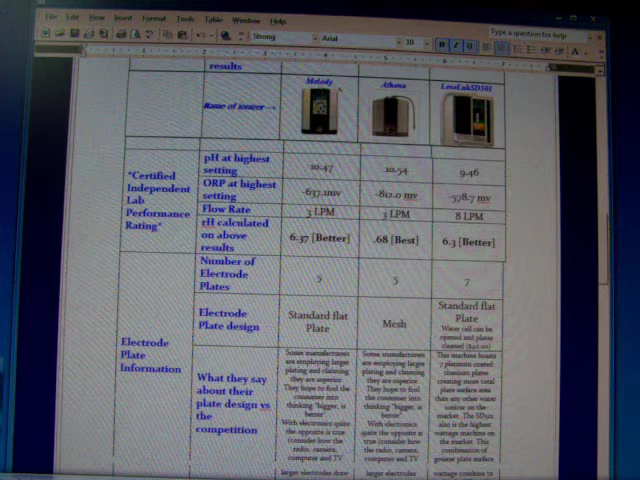 File Edit View Insert Format Tools Table Window Help
Type a question for help
Strong Arial 10 B I U
results
Name of ionizer
Melody
Athena
LeveLukSD501
*Certified
Independent
Lab
Performance
Rating*
pH at highest
setting
10.47
10.54
9.46
ORP at highest
setting
-637.1mv
-812.0 mv
-578.7 mv
Flow Rate
3 LPM
3 LPM
8 LPM
rH calculated
on above
results
6.37 [Better]
.68 [Best]
6.3 [Better]
Electrode
Plate
Information
Number of
Electrode
Plates
5
5
7
Electrode
Plate design
Standard flat
Plate
Mesh
Standard flat
Plate
Water cell can be
opened and plates
cleaned ($40.00)
What they say
about their
plate design vs
the
competition
Some manufacturers
are employing larger
plating and claiming
they are superior.
They hope to fool the
consumer into
thinking "bigger, is
better".
With electronics quite
the opposite is true
(consider how the
radio, camera,
computer and TV
larger electrodes draw
Some manufacturers
are employing larger
plating and claiming
they are superior.
They hope to fool the
consumer into
thinking "bigger, is
better"
With electronics quite
the opposite is true
(consider how the
radio, camera,
computer and TV
larger electrodes
This machine boasts
7 platinum coated
titanium plates
creating more total
plate surface area
then any other water
ionizer on the
market. The SD501
also is the highest
wattage machine on
the market. This
combination of
greater plate surface
wattage combine to